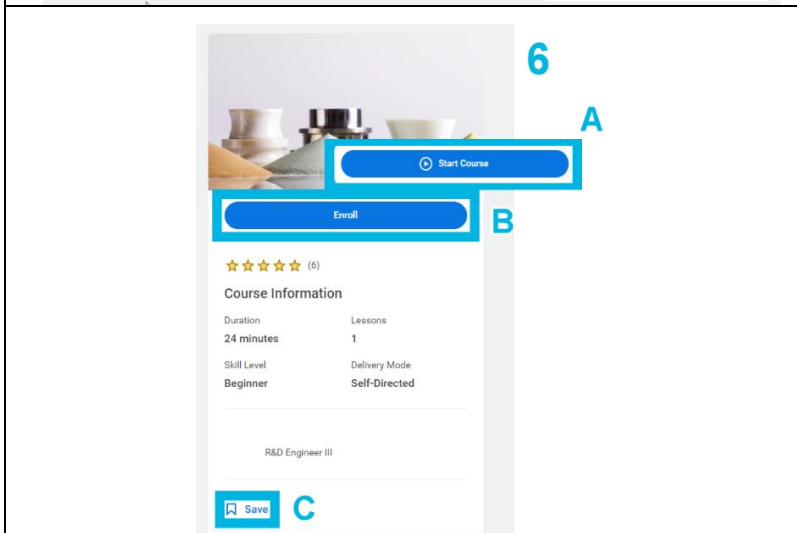 6
A
Start Course
Enroll
B
(6)
Course Information
Duration Lessons
24 minutes 1
Skill Level Delivery Mode
Beginner Self-Directed
R&D Engineer III
Save C